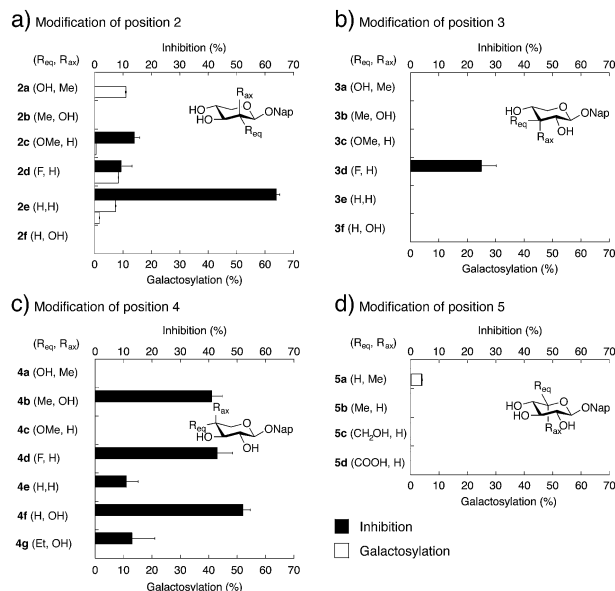 a) Modification of position 2
(Req, Rax)
Inhibition (%)
0 10 20 30 40 50 60 70
2a (OH, Me)
2b (Me, OH)
2c (OMe, H)
2d (F, H)
2e (H,H)
2f (H, OH)
Rax
HO
O
ONap
HO
Req
0 10 20 30 40 50 60 70
Galactosylation (%)
b) Modification of position 3
(Req, Rax)
Inhibition (%)
0 10 20 30 40 50 60 70
3a (OH, Me)
3b (Me, OH)
3c (OMe, H)
3d (F, H)
3e (H,H)
3f (H, OH)
HO
O
ONap
Req
OH
Rax
0 10 20 30 40 50 60 70
Galactosylation (%)
c) Modification of position 4
(Req, Rax)
Inhibition (%)
0 10 20 30 40 50 60 70
4a (OH, Me)
4b (Me, OH)
4c (OMe, H)
4d (F, H)
4e (H,H)
4f (H, OH)
4g (Et, OH)
Rax
Req
O
ONap
HO
OH
0 10 20 30 40 50 60 70
Galactosylation (%)
d) Modification of position 5
(Req, Rax)
Inhibition (%)
0 10 20 30 40 50 60 70
5a (H, Me)
5b (Me, H)
5c (CH2OH, H)
5d (COOH, H)
Req
HO
O
ONap
HO
OH
Rax
0 10 20 30 40 50 60 70
Galactosylation (%)
Inhibition
Galactosylation